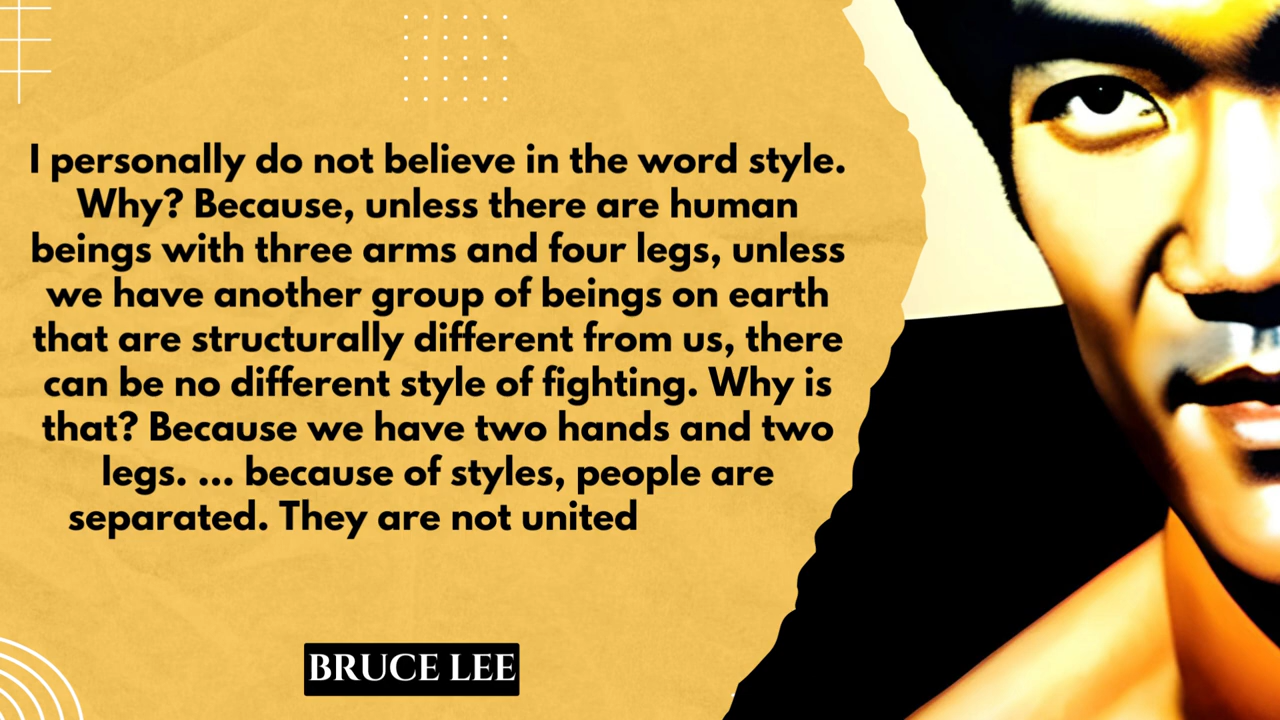 I personally do not believe in the word style.
Why? Because, unless there are human
beings with three arms and four legs, unless
we have another group of beings on earth
that are structurally different from us, there
can be no different style of fighting. Why is
that? Because we have two hands and two
legs. ... because of styles, people are
separated. They are not united
BRUCE LEE